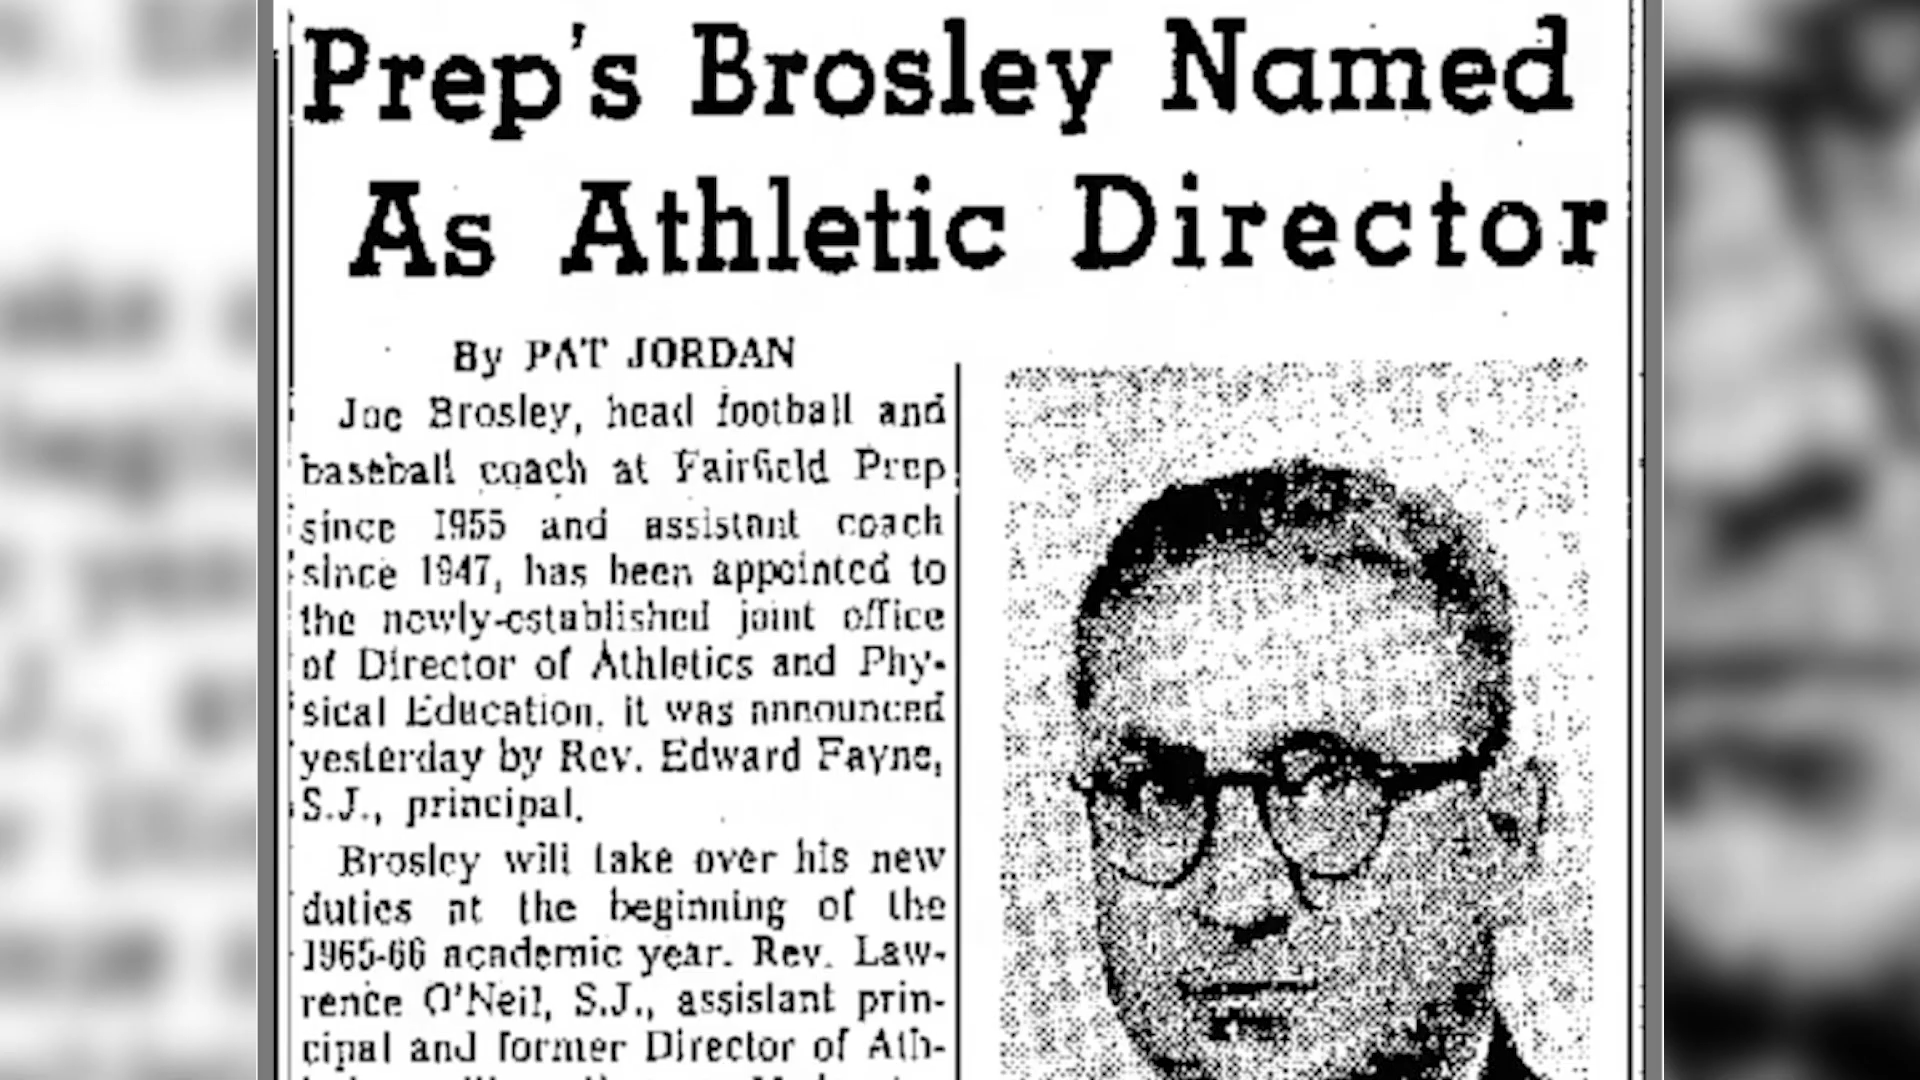 Prep's Brosley Named
As Athletic Director
By PAT JORDAN
Joe Brosley, head football and
baseball coach at Fairfield Prep
since 1955 and assistant coach
since 1947, has been appointed to
the newly-established joint office
of Director of Athletics and Phy-
sical Education, it was announced
yesterday by Rev. Edward Fayne,
S.J., principal.
Brosley will take over his new
duties at the beginning of the
1965-66 academic year. Rev. Law-
rence O'Neil, S.J., assistant prin-
cipal and former Director of Ath-